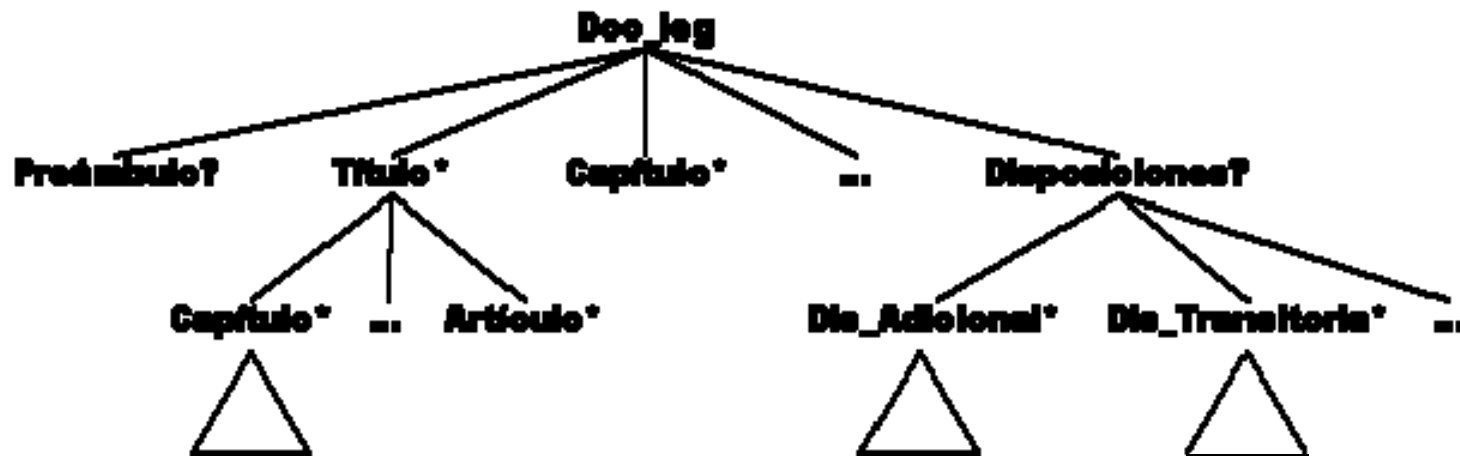 Doc_leg
Preámbulo? Título* Capítulo* ... Disposiciones?
Capítulo* ... Artículo* Dis_Adicional* Dis_Transitoria* ...